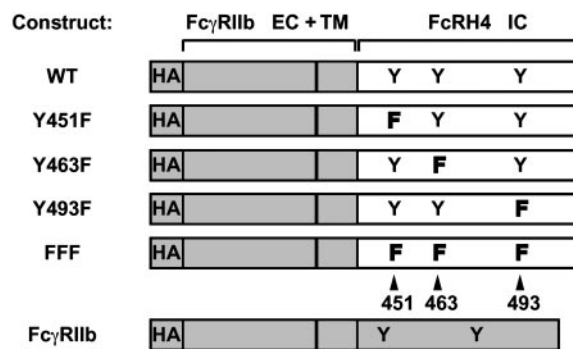 Construct: FcγRIIb EC + TM FcRH4 IC
WT HA Y Y Y
Y451F HA F Y Y
Y463F HA Y F Y
Y493F HA Y Y F
FFF HA F F F
451 463 493
FcγRIIb HA Y Y